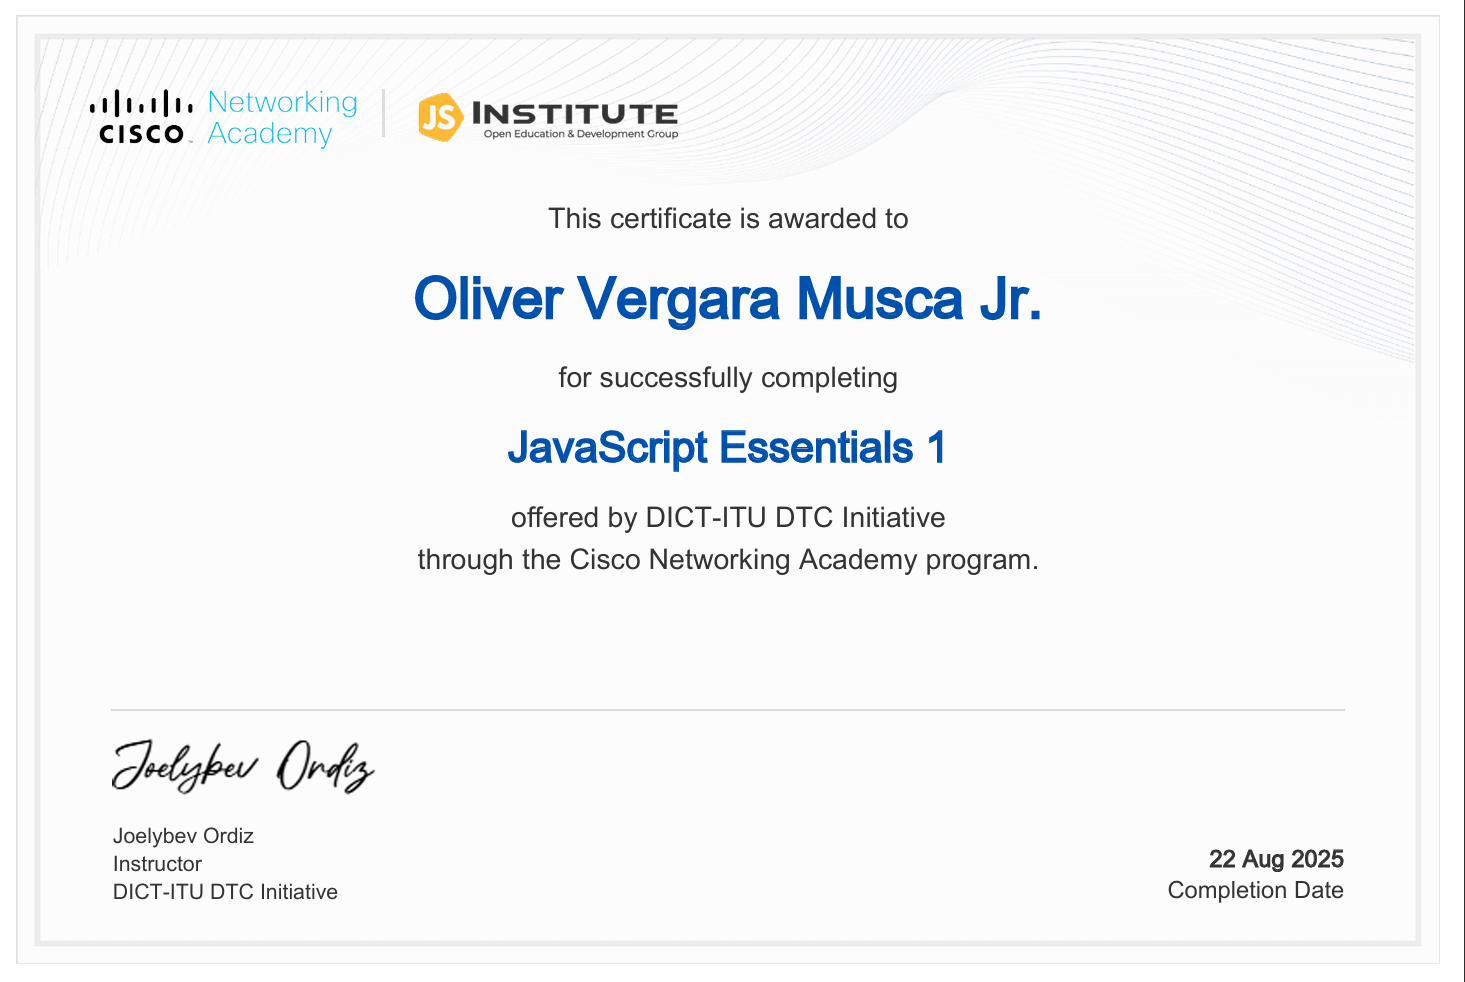 CISCO
Networking
Academy
JS INSTITUTE
Open Education & Development Group
This certificate is awarded to
Oliver Vergara Musca Jr.
for successfully completing
JavaScript Essentials 1
offered by DICT-ITU DTC Initiative
through the Cisco Networking Academy program.
Joelybev Ordiz
Joelybev Ordiz
Instructor
DICT-ITU DTC Initiative
22 Aug 2025
Completion Date